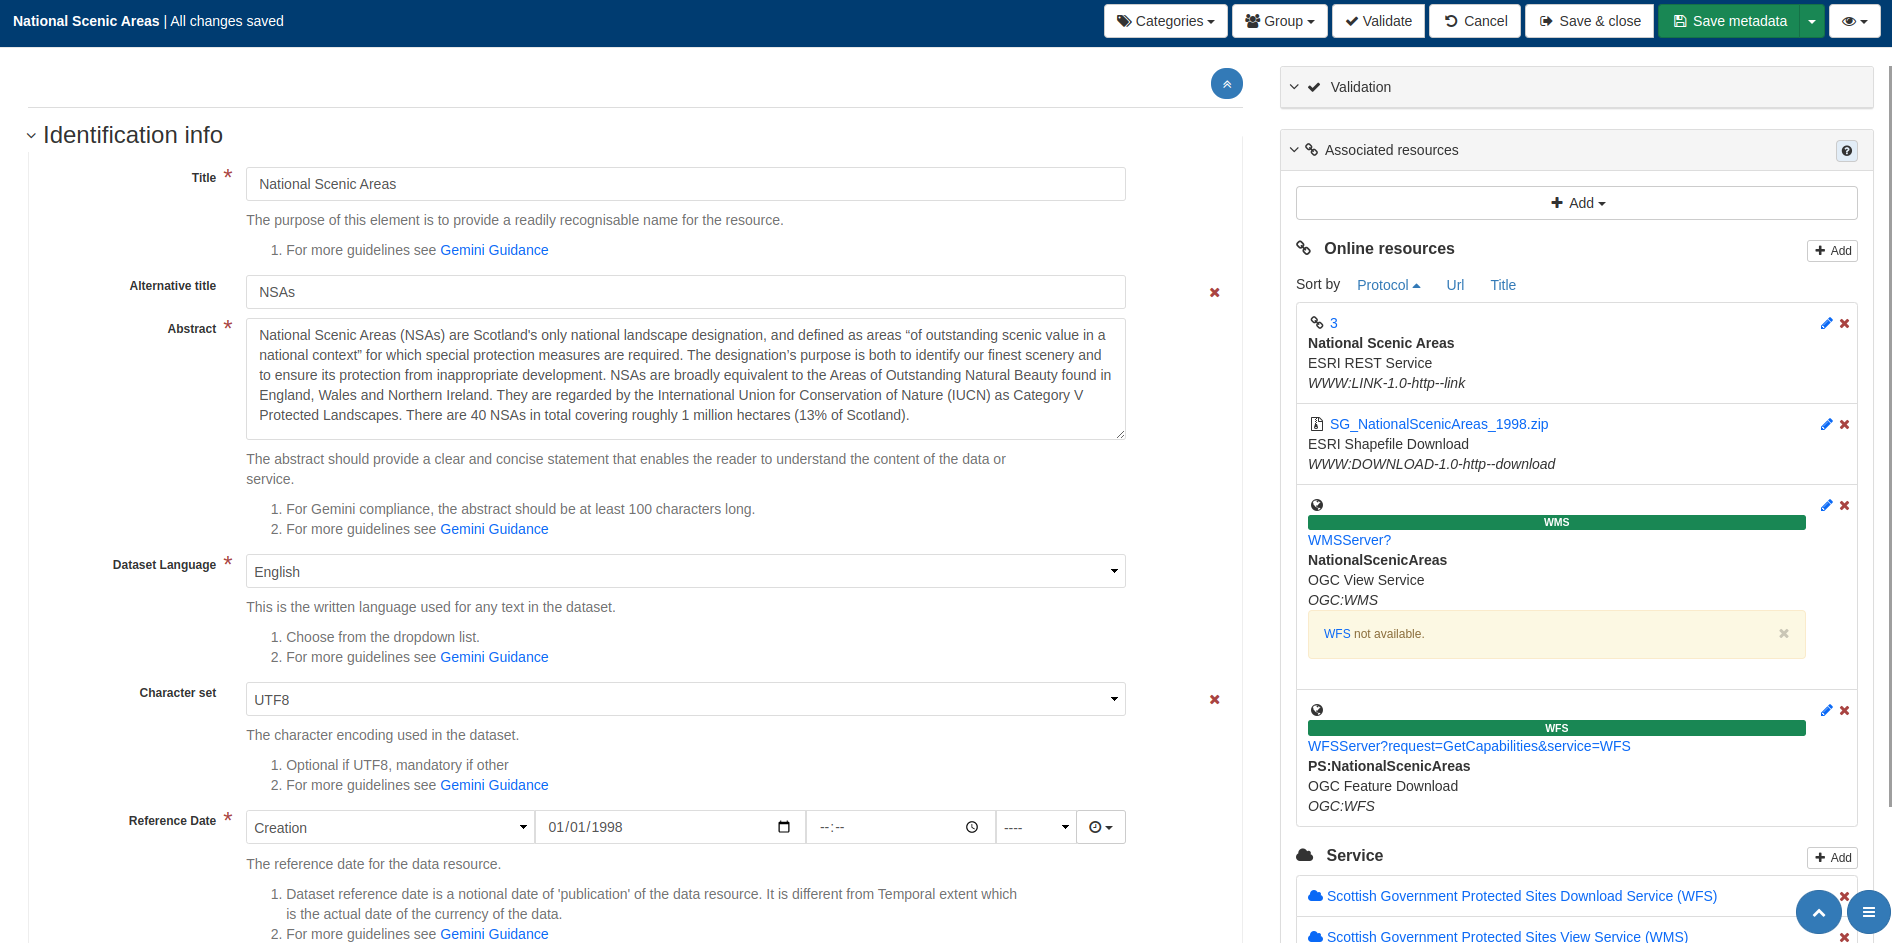 National Scenic Areas | All changes saved
Categories
Group
Validate
Cancel
Save & close
Save metadata
Identification info
Title *
National Scenic Areas
The purpose of this element is to provide a readily recognisable name for the resource.
1. For more guidelines see Gemini Guidance
Alternative title
NSAs
Abstract *
National Scenic Areas (NSAs) are Scotland's only national landscape designation, and defined as areas “of outstanding scenic value in a
national context” for which special protection measures are required. The designation’s purpose is both to identify our finest scenery and
to ensure its protection from inappropriate development. NSAs are broadly equivalent to the Areas of Outstanding Natural Beauty found in
England, Wales and Northern Ireland. They are regarded by the International Union for Conservation of Nature (IUCN) as Category V
Protected Landscapes. There are 40 NSAs in total covering roughly 1 million hectares (13% of Scotland).
The abstract should provide a clear and concise statement that enables the reader to understand the content of the data or
service.
1. For Gemini compliance, the abstract should be at least 100 characters long.
2. For more guidelines see Gemini Guidance
Dataset Language *
English
This is the written language used for any text in the dataset.
1. Choose from the dropdown list.
2. For more guidelines see Gemini Guidance
Character set
UTF8
The character encoding used in the dataset.
1. Optional if UTF8, mandatory if other
2. For more guidelines see Gemini Guidance
Reference Date *
Creation
01/01/1998
--:--
----
The reference date for the data resource.
1. Dataset reference date is a notional date of 'publication' of the data resource. It is different from Temporal extent which
is the actual date of the currency of the data.
2. For more guidelines see Gemini Guidance
Validation
Associated resources
Add
Online resources
Add
Sort by Protocol Url Title
3
National Scenic Areas
ESRI REST Service
WWW:LINK-1.0-http--link
SG_NationalScenicAreas_1998.zip
ESRI Shapefile Download
WWW:DOWNLOAD-1.0-http--download
WMS
WMSServer?
NationalScenicAreas
OGC View Service
OGC:WMS
WFS not available.
WFS
WFSServer?request=GetCapabilities&service=WFS
PS:NationalScenicAreas
OGC Feature Download
OGC:WFS
Service
Add
Scottish Government Protected Sites Download Service (WFS)
Scottish Government Protected Sites View Service (WMS)